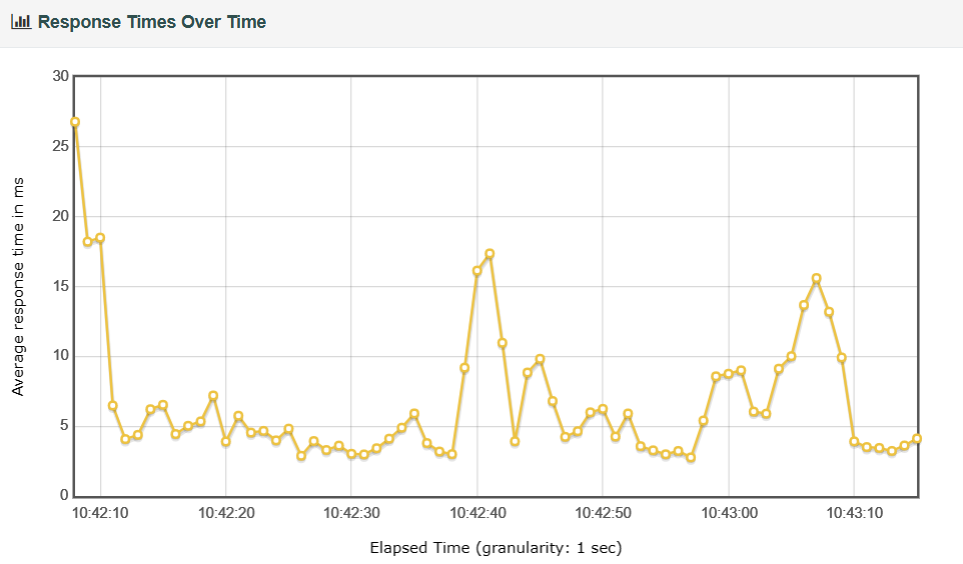 Response Times Over Time
30
25
20
15
10
5
0
Average response time in ms
10:42:10 10:42:20 10:42:30 10:42:40 10:42:50 10:43:00 10:43:10
Elapsed Time (granularity: 1 sec)